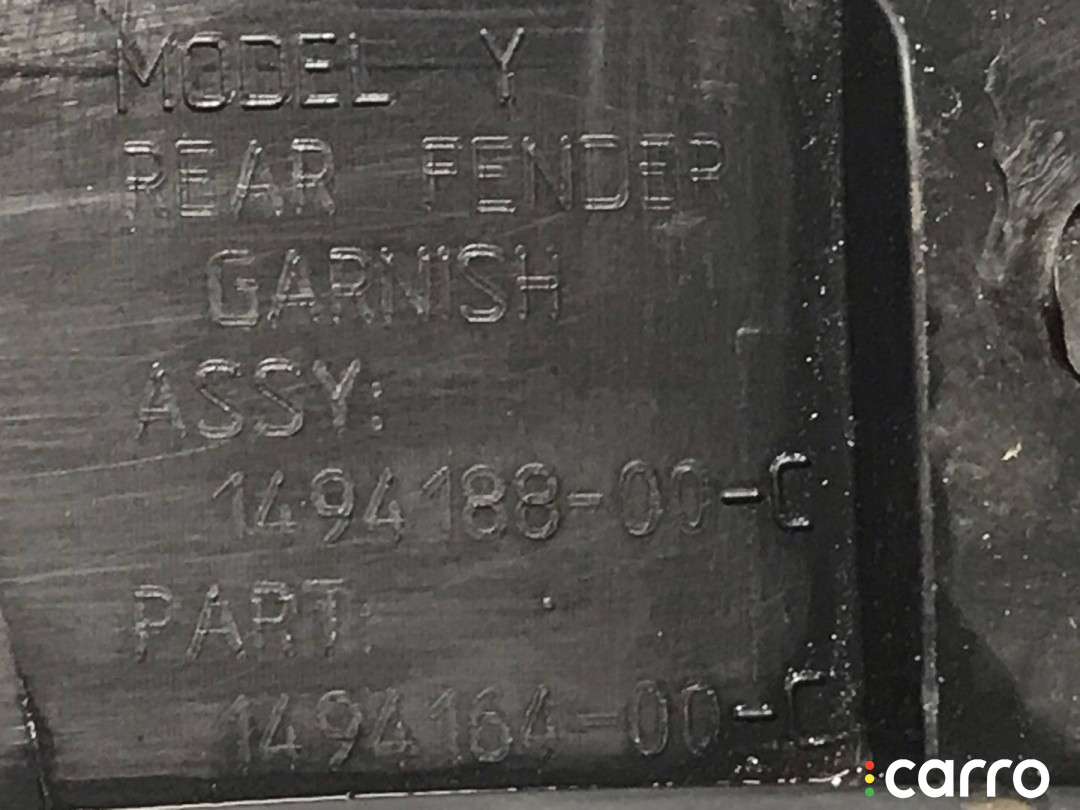 MODEL Y
REAR FENDER
GARNISH
ASSY:
1494188-00-C
PART:
1494164-00-C
carro